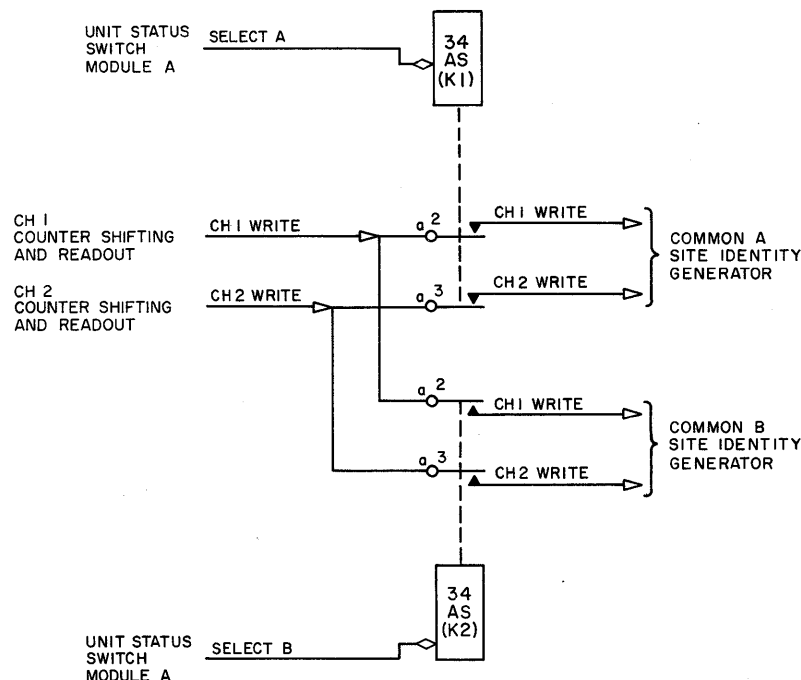 UNIT STATUS
SWITCH
MODULE A
SELECT A
34
AS
(K1)
CH 1
COUNTER SHIFTING
AND READOUT
CH 1 WRITE
a 2
CH 1 WRITE
COMMON A
SITE IDENTITY
GENERATOR
CH 2
COUNTER SHIFTING
AND READOUT
CH 2 WRITE
a 3
CH 2 WRITE
a 2
CH 1 WRITE
COMMON B
SITE IDENTITY
GENERATOR
a 3
CH 2 WRITE
34
AS
(K2)
UNIT STATUS
SWITCH
MODULE A
SELECT B